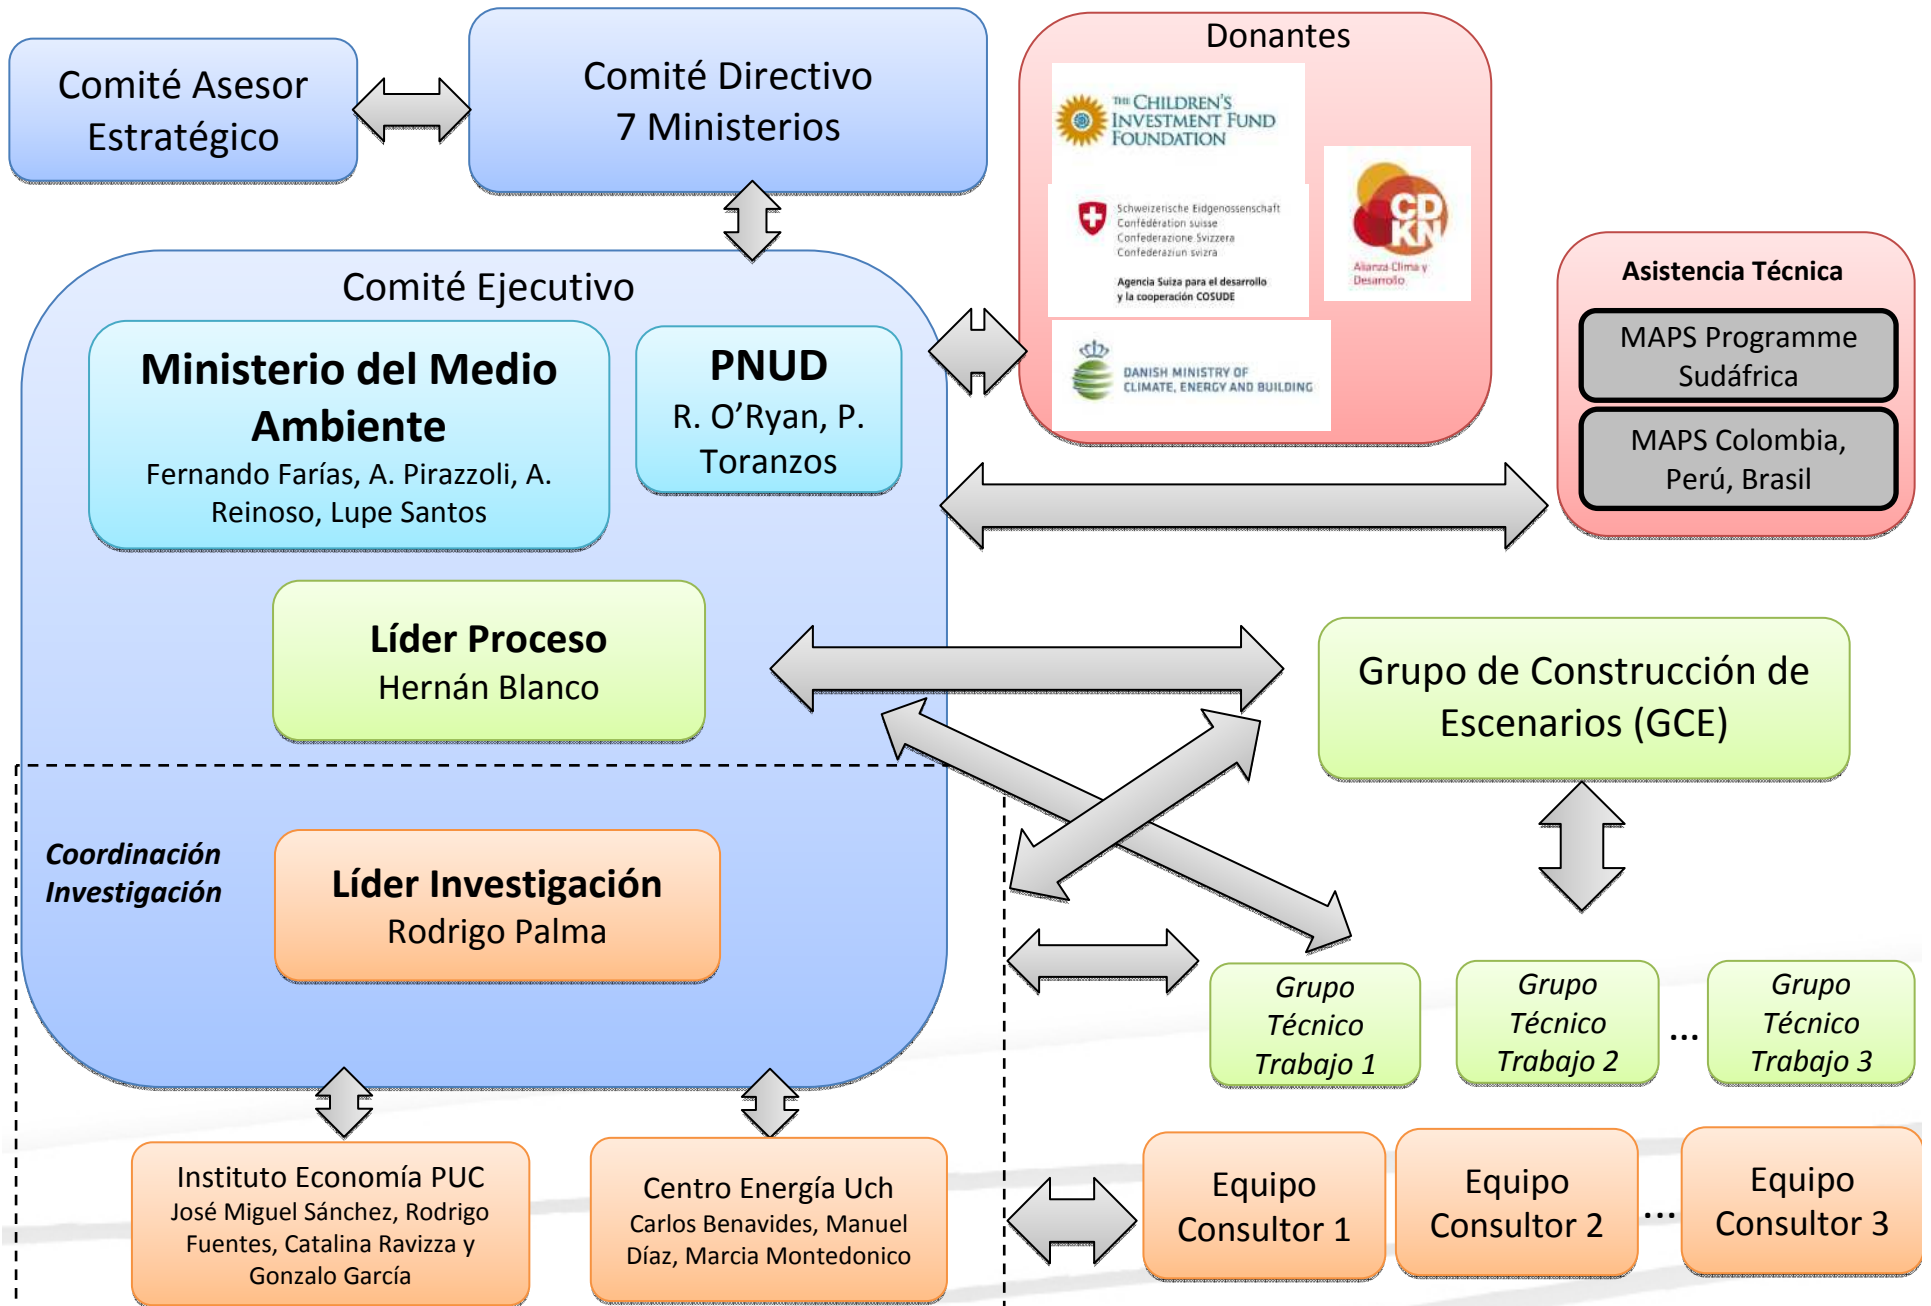 Comité Asesor
Estratégico
Comité Directivo
7 Ministerios
Donantes
THE CHILDREN'S
INVESTMENT FUND
FOUNDATION
Schweizerische Eidgenossenschaft
Confédération suisse
Confederazione Svizzera
Confederaziun svizra
Agencia Suiza para el desarrollo
y la cooperación COSUDE
CD
KN
Alianza Clima y
Desarrollo
DANISH MINISTRY OF
CLIMATE, ENERGY AND BUILDING
Asistencia Técnica
MAPS Programme
Sudáfrica
MAPS Colombia,
Perú, Brasil
Comité Ejecutivo
Ministerio del Medio
Ambiente
Fernando Farías, A. Pirazzoli, A.
Reinoso, Lupe Santos
PNUD
R. O'Ryan, P.
Toranzos
Líder Proceso
Hernán Blanco
Grupo de Construcción de
Escenarios (GCE)
Coordinación
Investigación
Líder Investigación
Rodrigo Palma
Grupo
Técnico
Trabajo 1
Grupo
Técnico
Trabajo 2
...
Grupo
Técnico
Trabajo 3
Instituto Economía PUC
José Miguel Sánchez, Rodrigo
Fuentes, Catalina Ravizza y
Gonzalo García
Centro Energía Uch
Carlos Benavides, Manuel
Díaz, Marcia Montedonico
Equipo
Consultor 1
Equipo
Consultor 2
....
Equipo
Consultor 3